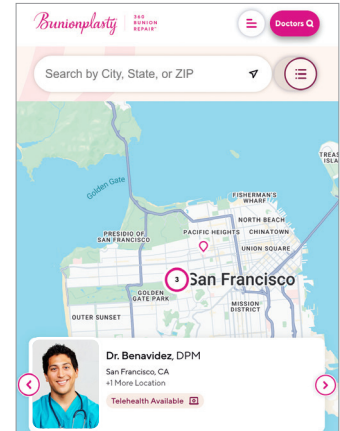 Bunionplasty 360 BUNION REPAIR®
Doctors
Search by City, State, or ZIP
Golden Gate
TREAS
ISLA
FISHERMAN'S
WHARF
NORTH BEACH
PRESIDIO OF
SAN FRANCISCO
PACIFIC HEIGHTS
CHINATOWN
UNION SQUARE
3
San Francisco
GOLDEN
GATE PARK
MISSION
DISTRICT
OUTER SUNSET
Dr. Benavidez, DPM
San Francisco, CA
+1 More Location
Telehealth Available